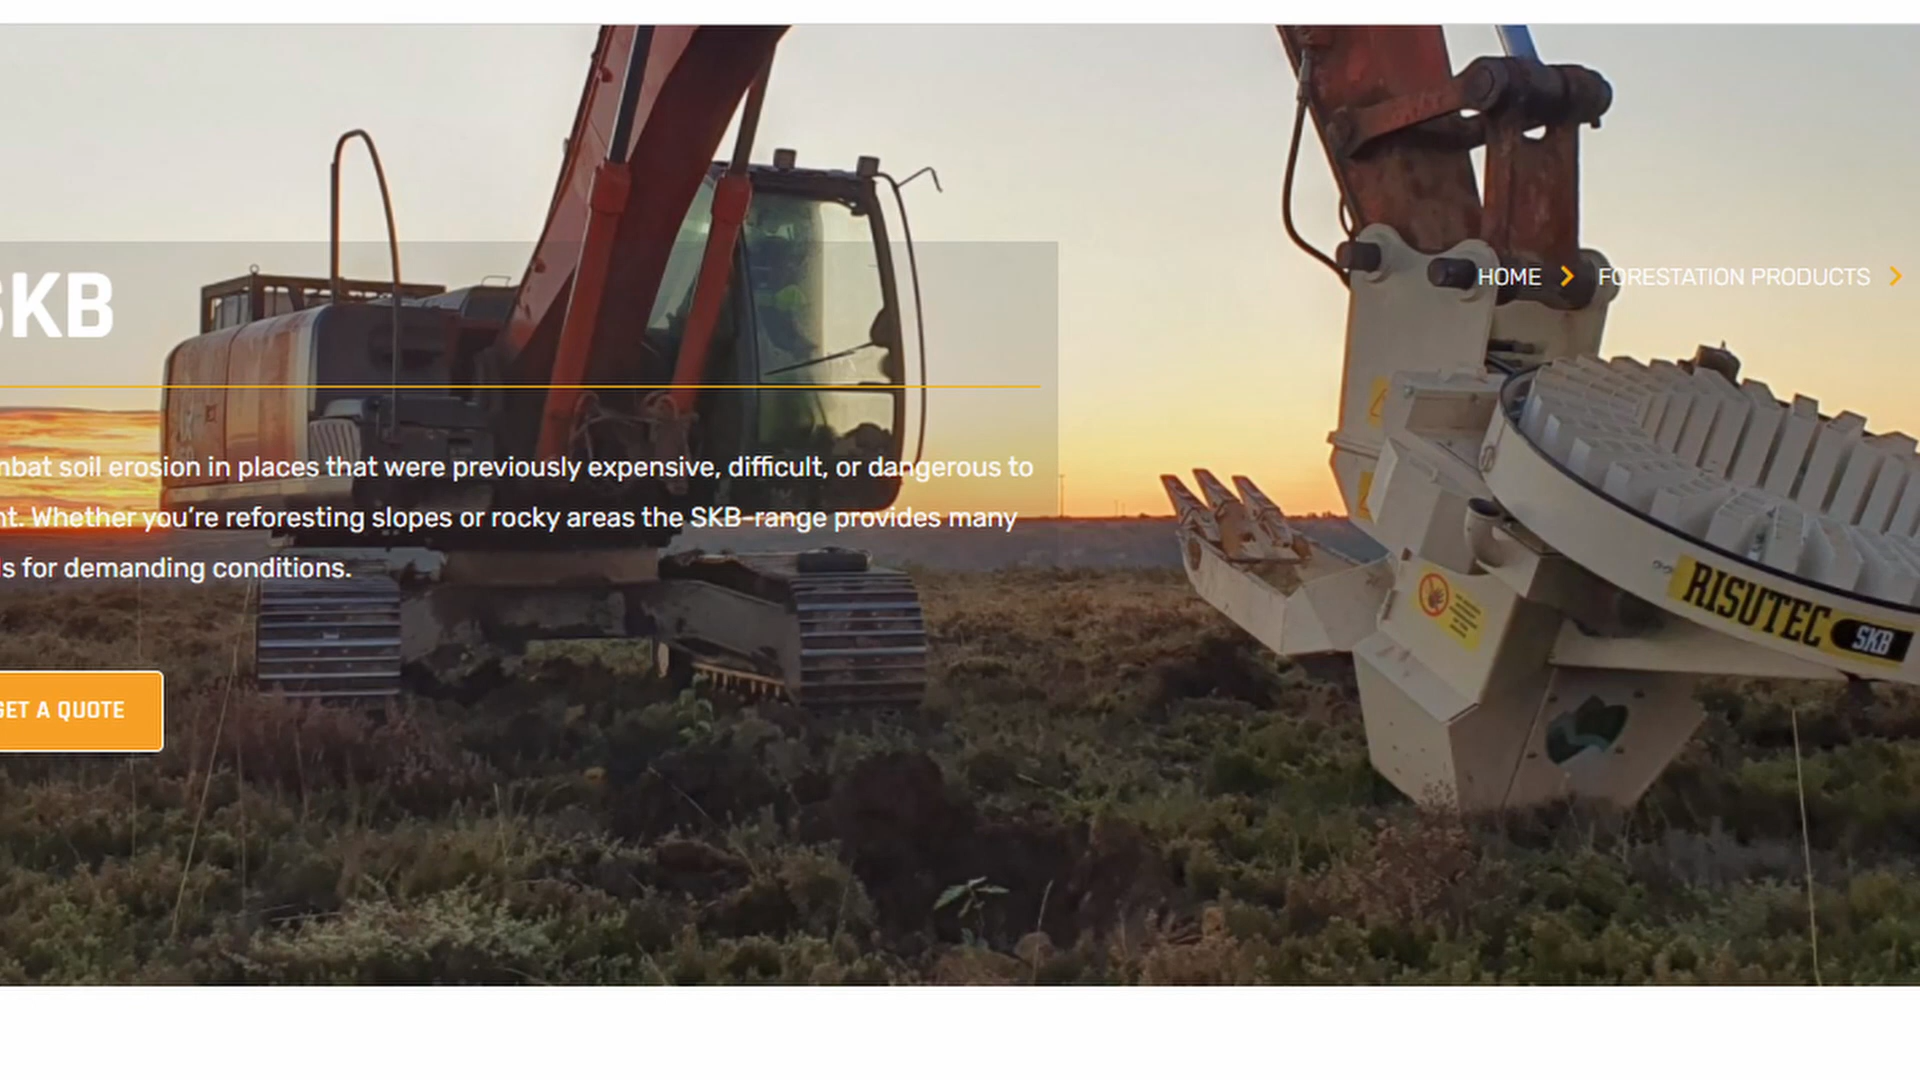 SKB
HOME > FORESTATION PRODUCTS >
mbat soil erosion in places that were previously expensive, difficult, or dangerous to
nt. Whether you're reforesting slopes or rocky areas the SKB-range provides many
ls for demanding conditions.
GET A QUOTE
RISUTEC SKB